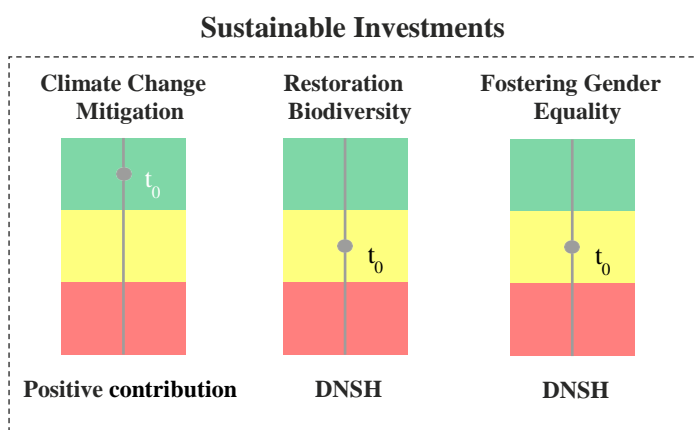 Sustainable Investments
Climate Change
Mitigation
Restoration
Biodiversity
Fostering Gender
Equality
t0
t0
t0
Positive contribution
DNSH
DNSH